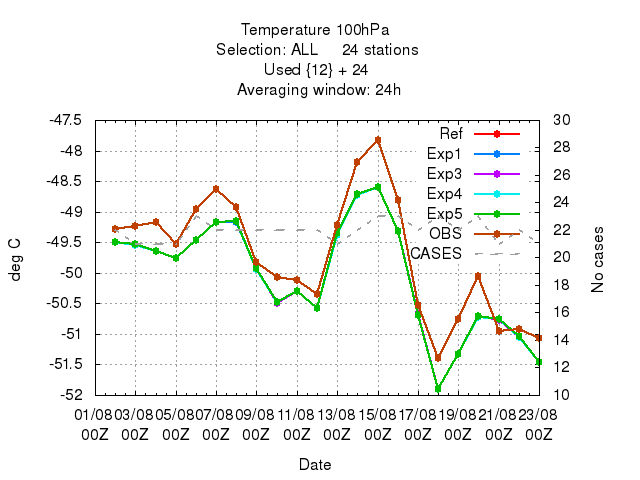 Temperature 100hPa
Selection: ALL 24 stations
Used {12} + 24
Averaging window: 24h
-47.5
-48
-48.5
-49
-49.5
-50
-50.5
-51
-51.5
-52
deg C
30
28
26
24
22
20
18
16
14
12
10
No cases
Ref
Exp1
Exp3
Exp4
Exp5
OBS
CASES
01/08 03/08 05/08 07/08 09/08 11/08 13/08 15/08 17/08 19/08 21/08 23/08
00Z 00Z 00Z 00Z 00Z 00Z 00Z 00Z 00Z 00Z 00Z 00Z
Date